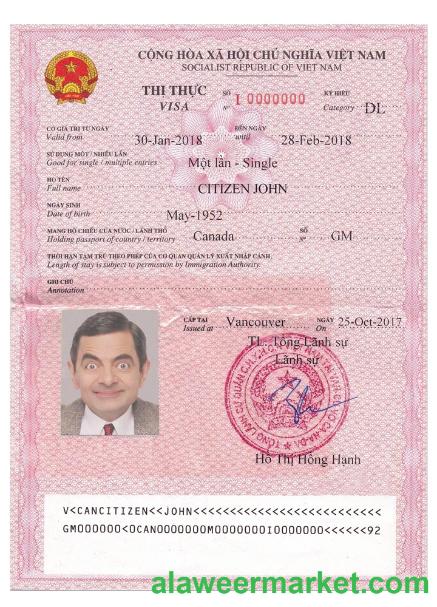 CỘNG HÒA XÃ HỘI CHỦ NGHĨA VIỆT NAM
SOCIALIST REPUBLIC OF VIET NAM
THỊ THỰC
VISA
SỐ
Nº
I 0000000
KÝ HIỆU
Category ĐL
CÓ GIÁ TRỊ TỪ NGÀY
Valid from 30-Jan-2018
ĐẾN NGÀY
until 28-Feb-2018
SỬ DỤNG MỘT / NHIỀU LẦN
Good for single / multiple entries Một lần - Single
HỌ TÊN
Full name CITIZEN JOHN
NGÀY SINH
Date of birth May-1952
MANG HỘ CHIẾU CỦA NƯỚC / LÃNH THỔ
Holding passport of country / territory Canada
SỐ
Nº GM
THỜI HẠN TẠM TRÚ THEO PHÉP CỦA CƠ QUAN QUẢN LÝ XUẤT NHẬP CẢNH
Length of stay is subject to permission by Immigration Authority.
GHI CHÚ
Annotation
CẤP TẠI
Issued at Vancouver
NGÀY
On 25-Oct-2017
TL. Tổng Lãnh sự
Lãnh sự
Hồ Thị Hồng Hạnh
V<CANCITIZEN<<JOHN<<<<<<<<<<<<<<<<<<<<<<<<<<
GM000000<0CAN0000000M0000000I0000000<<<<<<92
alaweermarket.com